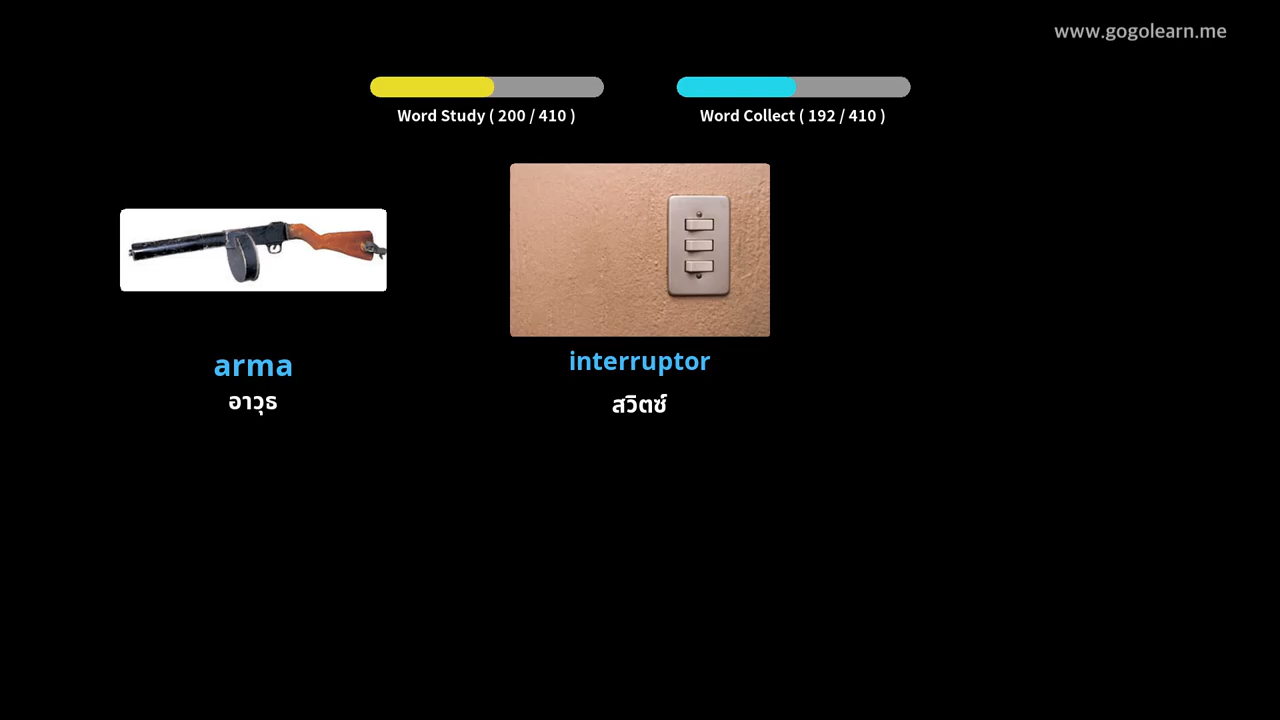 www.gogolearn.me
Word Study ( 200 / 410 )
Word Collect ( 192 / 410 )
arma
อาวุธ
interruptor
สวิตซ์